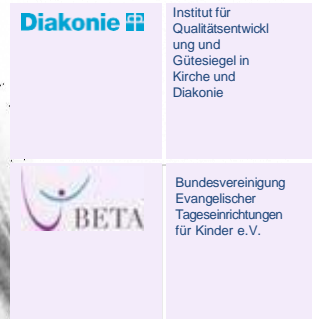 Diakonie
Institut für
Qualitätsentwickl
ung und
Gütesiegel in
Kirche und
Diakonie
BETA
Bundesvereinigung
Evangelischer
Tageseinrichtungen
für Kinder e.V.